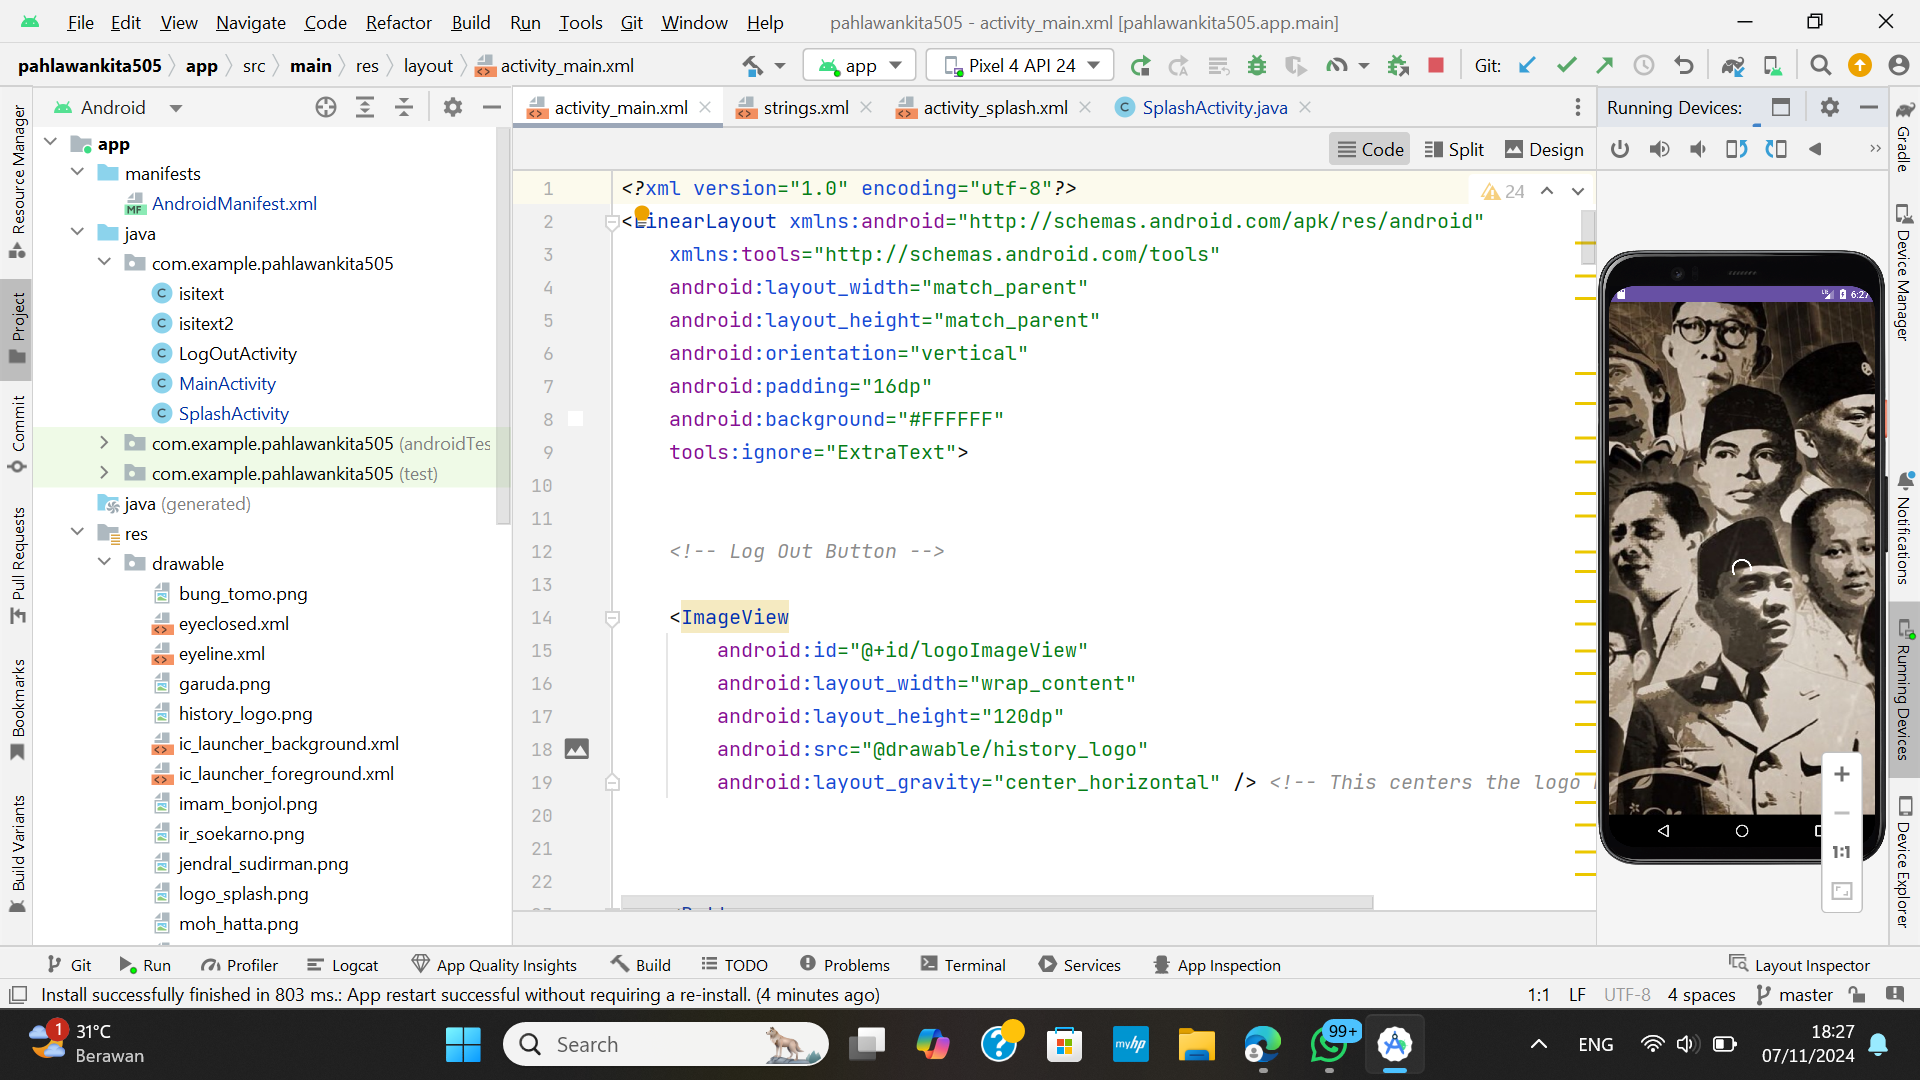 File Edit View Navigate Code Refactor Build Run Tools Git Window Help pahlawankita505 - activity_main.xml [pahlawankita505.app.main]
pahlawankita505 app src main res layout activity_main.xml app Pixel 4 API 24 Git:
Android
activity_main.xml strings.xml activity_splash.xml SplashActivity.java
Running Devices:
Code Split Design
Resource Manager
Project
Commit
Pull Requests
Bookmarks
Build Variants
app
manifests
AndroidManifest.xml
java
com.example.pahlawankita505
isitext
isitext2
LogOutActivity
MainActivity
SplashActivity
com.example.pahlawankita505 (androidTes
com.example.pahlawankita505 (test)
java (generated)
res
drawable
bung_tomo.png
eyeclosed.xml
eyeline.xml
garuda.png
history_logo.png
ic_launcher_background.xml
ic_launcher_foreground.xml
imam_bonjol.png
ir_soekarno.png
jendral_sudirman.png
logo_splash.png
moh_hatta.png
24
1 <?xml version="1.0" encoding="utf-8"?>
2 <LinearLayout xmlns:android="http://schemas.android.com/apk/res/android"
3 xmlns:tools="http://schemas.android.com/tools"
4 android:layout_width="match_parent"
5 android:layout_height="match_parent"
6 android:orientation="vertical"
7 android:padding="16dp"
8 android:background="#FFFFFF"
9 tools:ignore="ExtraText">
10
11
12 <!-- Log Out Button -->
13
14 <ImageView
15 android:id="@+id/logoImageView"
16 android:layout_width="wrap_content"
17 android:layout_height="120dp"
18 android:src="@drawable/history_logo"
19 android:layout_gravity="center_horizontal" /> <!-- This centers the logo
20
21
22
6:27
1:1
Gradle
Device Manager
Notifications
Running Devices
Device Explorer
Git Run Profiler Logcat App Quality Insights Build TODO Problems Terminal Services App Inspection Layout Inspector
Install successfully finished in 803 ms.: App restart successful without requiring a re-install. (4 minutes ago) 1:1 LF UTF-8 4 spaces master
1 31°C
Berawan
Search
myhp
99+
ENG
18:27
07/11/2024